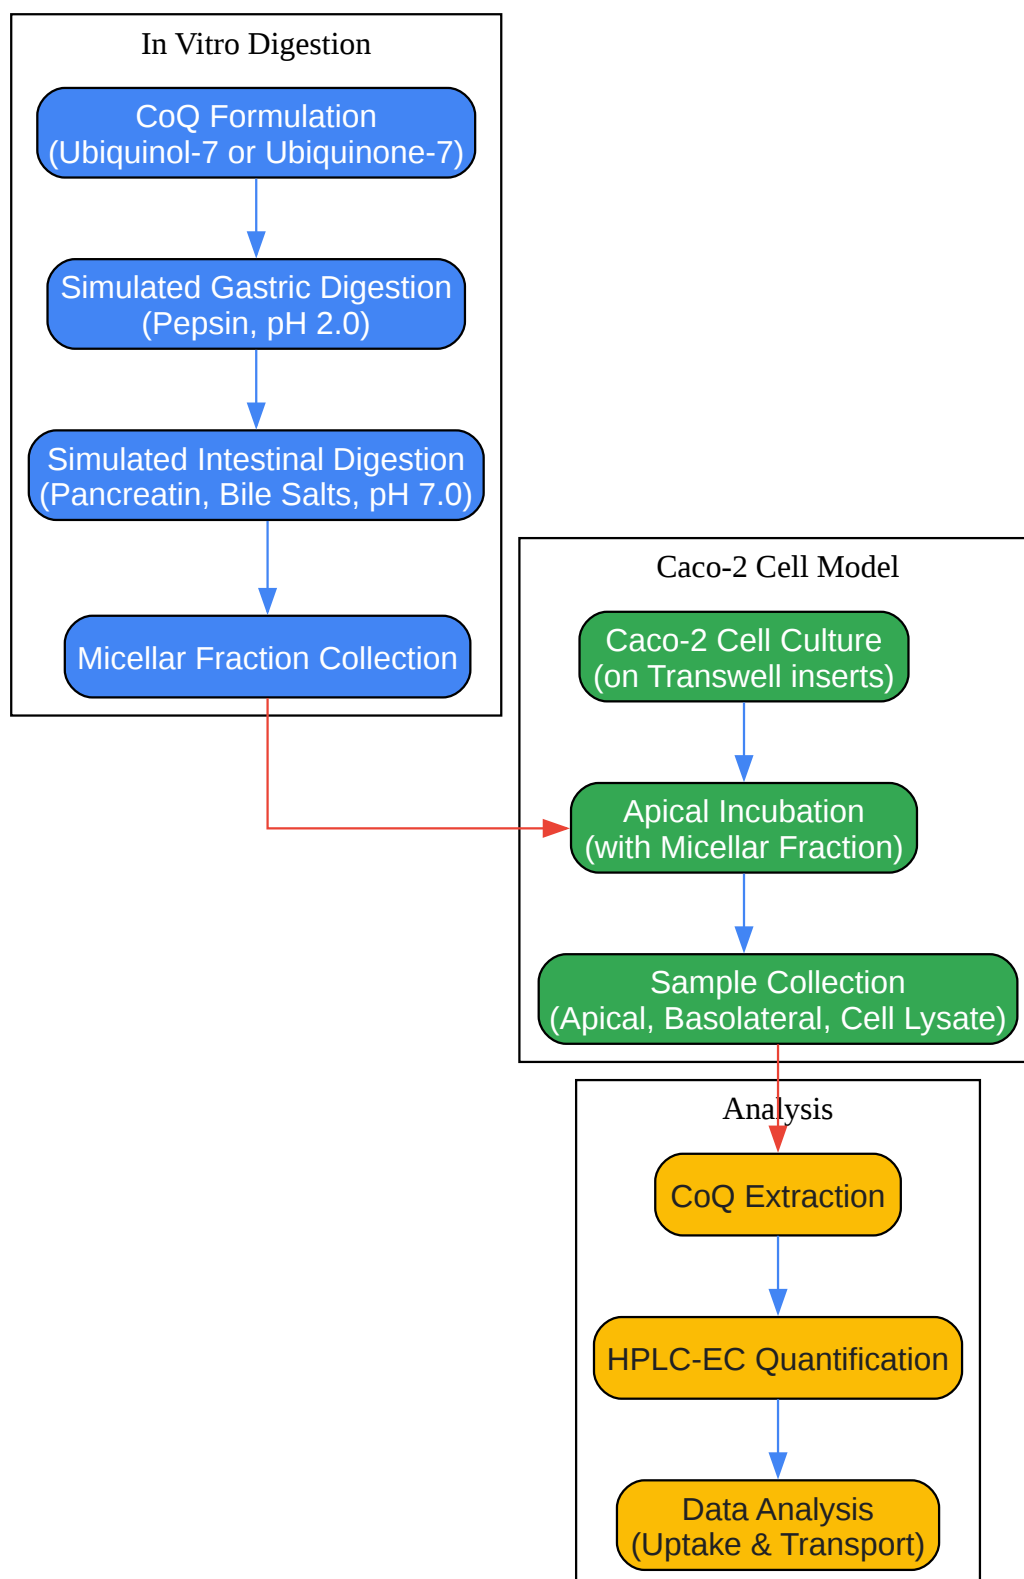 In Vitro Digestion
CoQ Formulation
(Ubiquinol-7 or Ubiquinone-7)
Simulated Gastric Digestion
(Pepsin, pH 2.0)
Simulated Intestinal Digestion
(Pancreatin, Bile Salts, pH 7.0)
Micellar Fraction Collection
Caco-2 Cell Model
Caco-2 Cell Culture
(on Transwell inserts)
Apical Incubation
(with Micellar Fraction)
Sample Collection
(Apical, Basolateral, Cell Lysate)
Analysis
CoQ Extraction
HPLC-EC Quantification
Data Analysis
(Uptake & Transport)